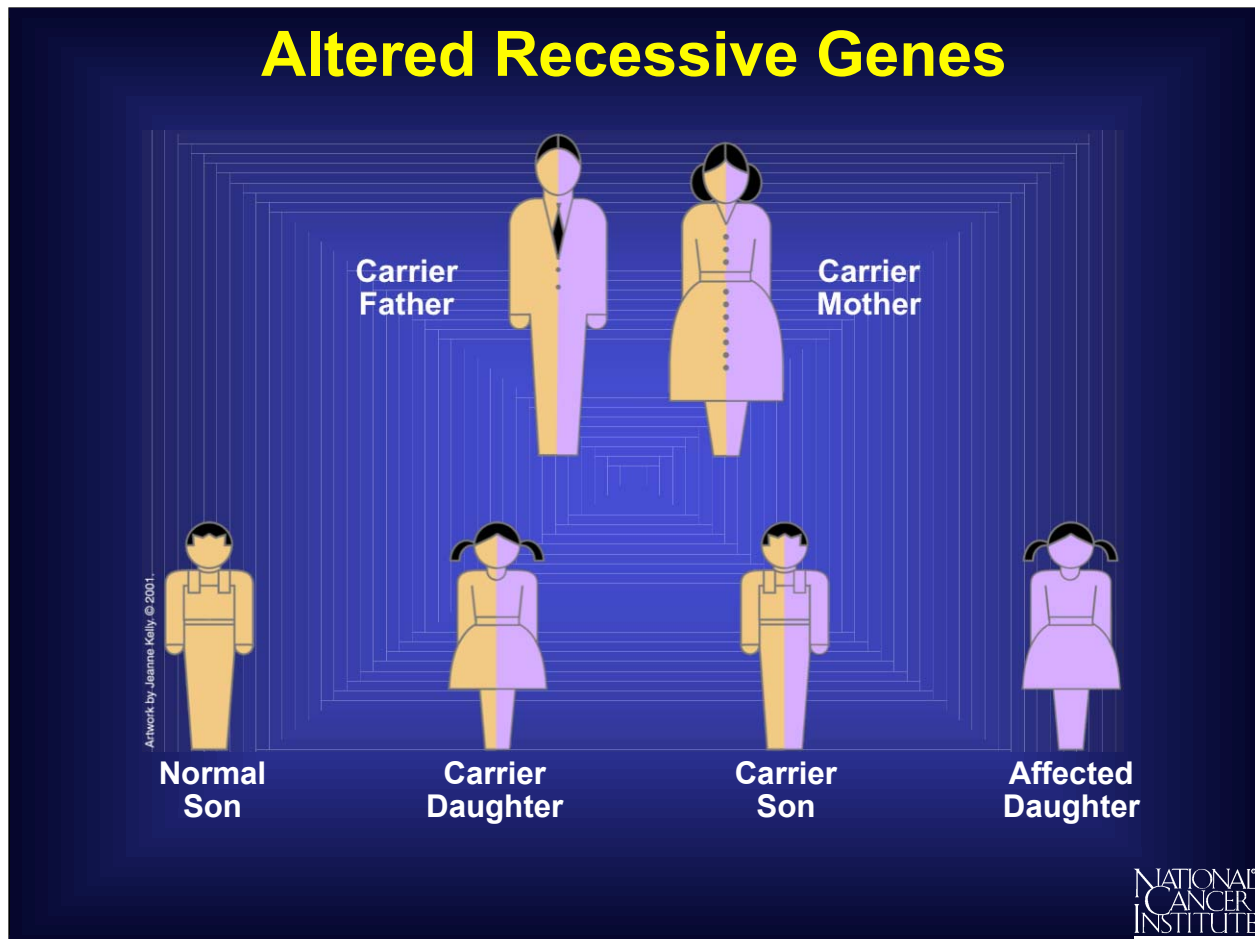 Altered Recessive Genes
Carrier
Father
Carrier
Mother
Artwork by Jeanne Kelly. © 2001.
Normal
Son
Carrier
Daughter
Carrier
Son
Affected
Daughter
NATIONAL®
CANCER
INSTITUTE